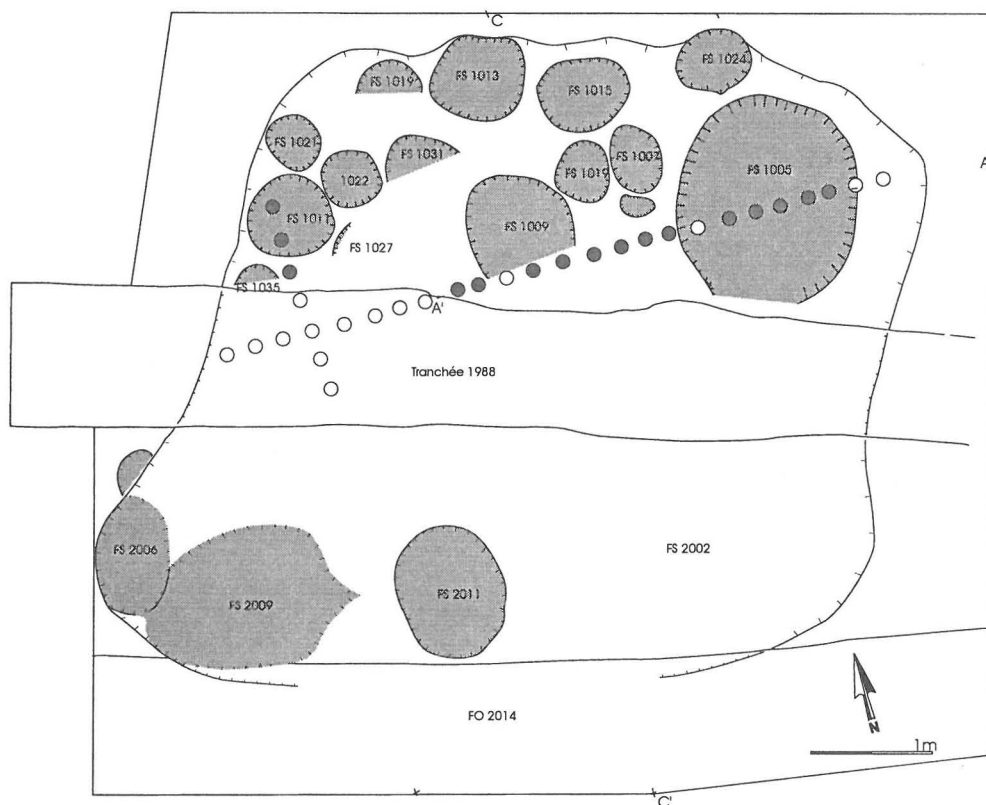 C
FS 1019
FS 1013
FS 1015
FS 1024
FS 1021
1022
FS 1031
FS 1019
FS 1007
FS 1005
A
FS 1011
FS 1027
FS 1009
FS 1035
A'
Tranchée 1988
FS 2006
FS 2009
FS 2011
FS 2002
FO 2014
N
1m
C'